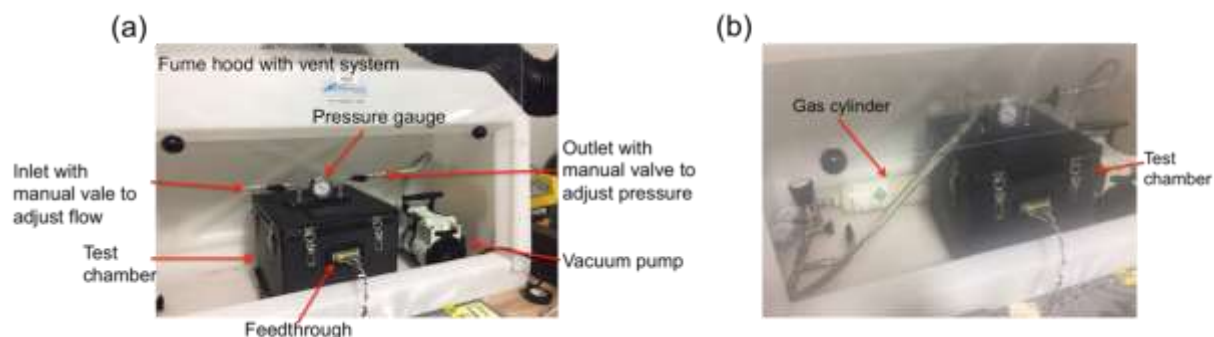 (a)
Fume hood with vent system
Pressure gauge
Inlet with
manual vale to
adjust flow
Outlet with
manual valve to
adjust pressure
Test
chamber
Vacuum pump
Feedthrough
(b)
Gas cylinder
Test
chamber